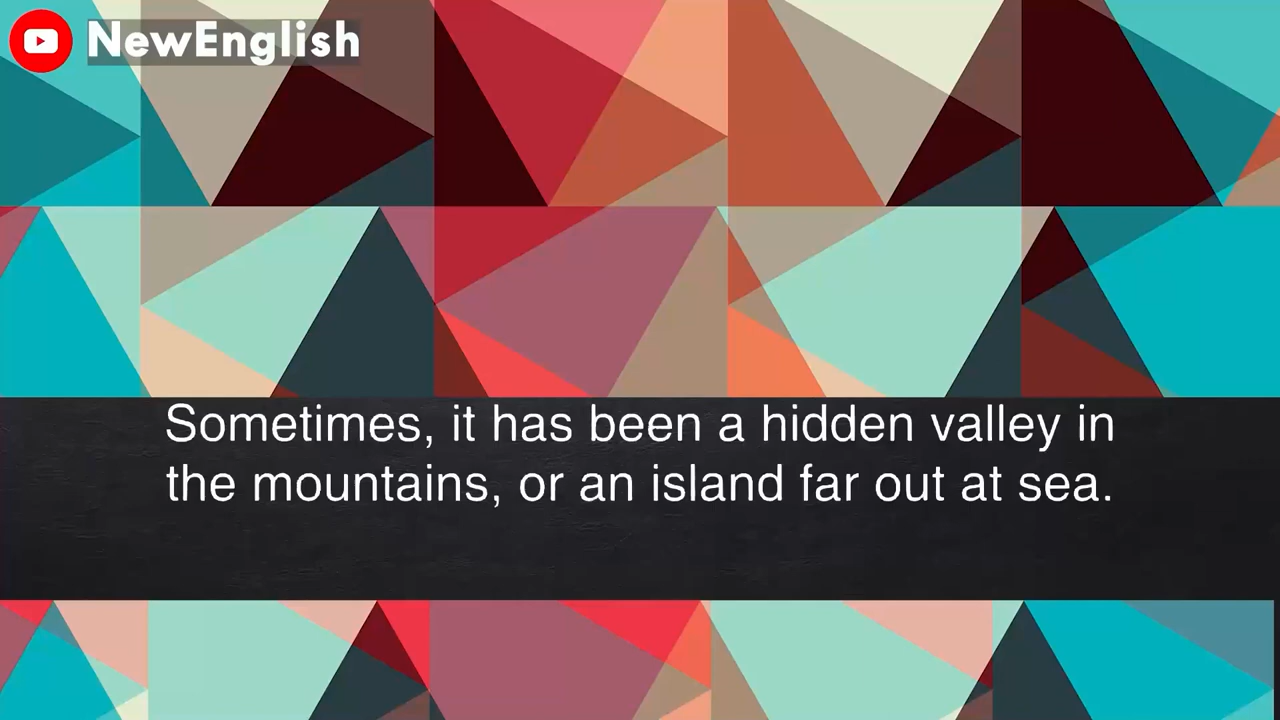 NewEnglish
Sometimes, it has been a hidden valley in
the mountains, or an island far out at sea.